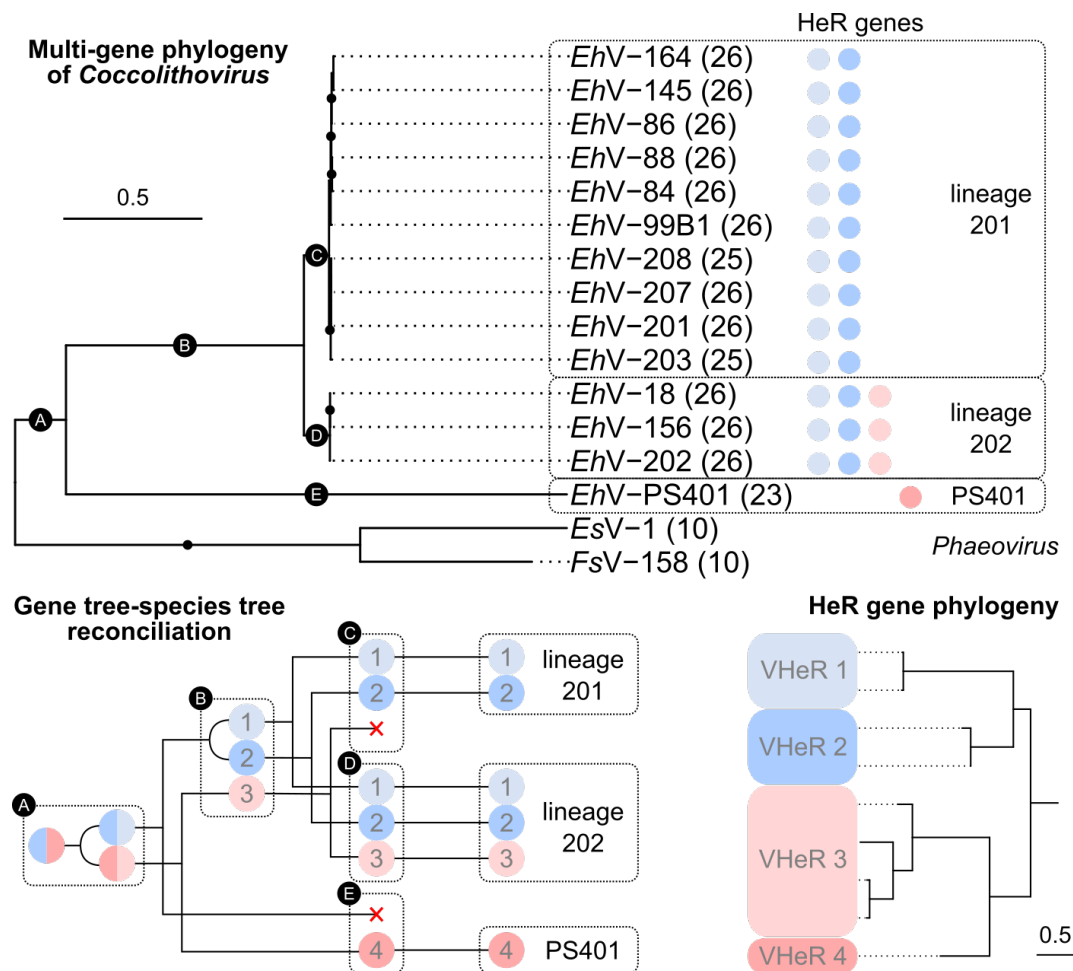 Multi-gene phylogeny
of Coccolithovirus
HeR genes
0.5
EhV−164 (26)
EhV−145 (26)
EhV−86 (26)
EhV−88 (26)
EhV−84 (26)
EhV−99B1 (26)
EhV−208 (25)
EhV−207 (26)
EhV−201 (26)
EhV−203 (25)
lineage
201
EhV−18 (26)
EhV−156 (26)
EhV−202 (26)
lineage
202
EhV−PS401 (23)
PS401
EsV−1 (10)
FsV−158 (10)
Phaeovirus
A
B
C
D
E
Gene tree-species tree
reconciliation
A
B
1
2
3
C
1
2
1
2
lineage
201
D
1
2
3
1
2
3
lineage
202
E
4
4
PS401
HeR gene phylogeny
VHeR 1
VHeR 2
VHeR 3
VHeR 4
0.5